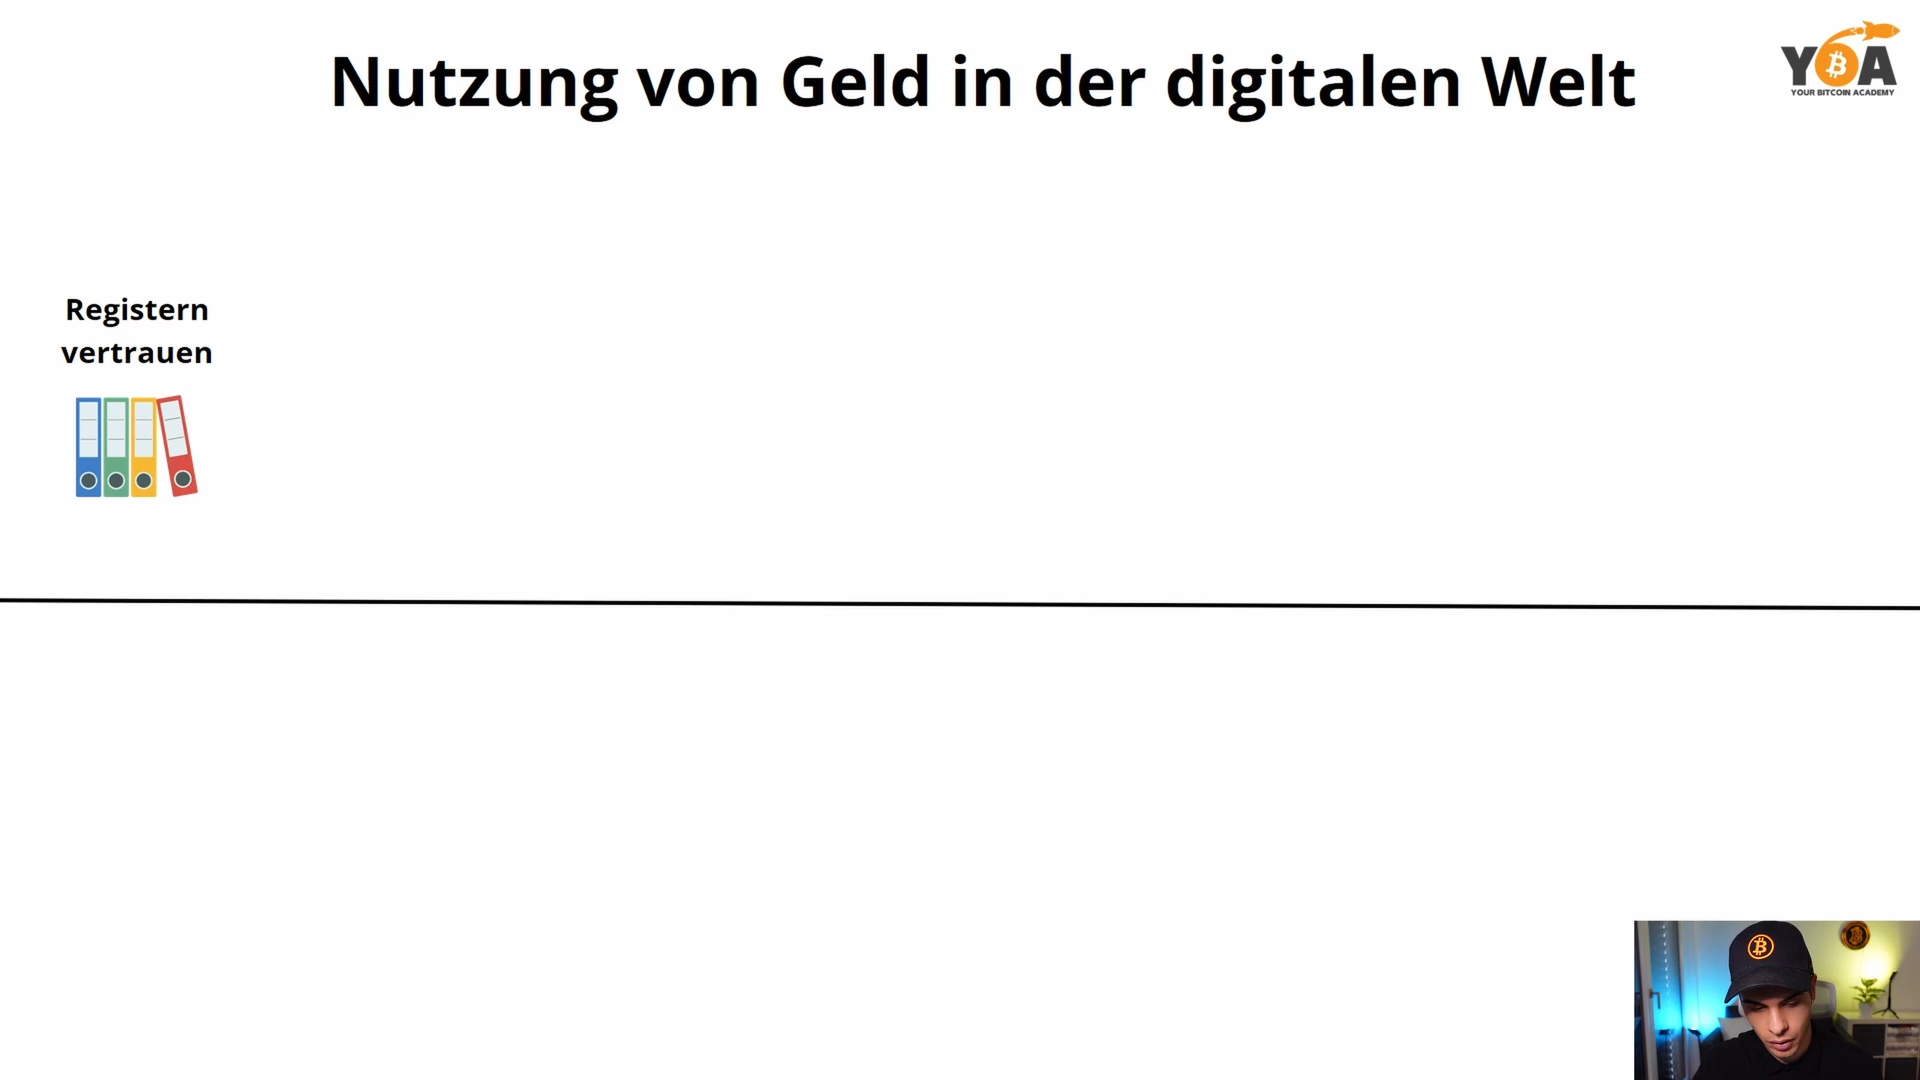 Nutzung von Geld in der digitalen Welt
YBA
YOUR BITCOIN ACADEMY
Registern
vertrauen